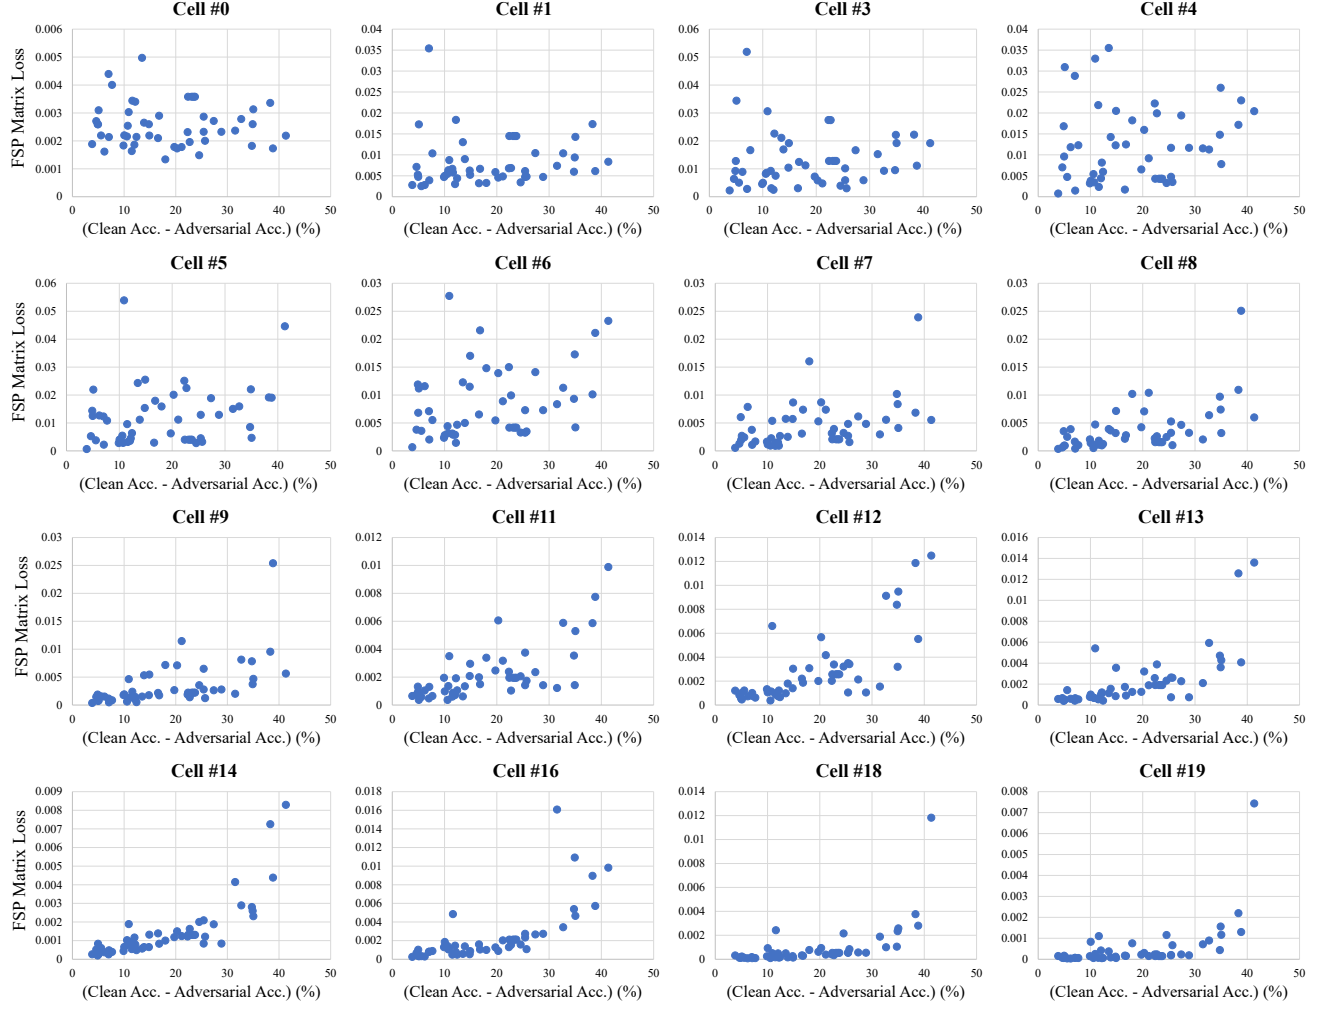 Cell #0 Cell #1 Cell #3 Cell #4
FSP Matrix Loss
0.006 0.005 0.004 0.003 0.002 0.001 0
0 10 20 30 40 50
(Clean Acc. - Adversarial Acc.) (%)
0.04 0.035 0.03 0.025 0.02 0.015 0.01 0.005 0
0 10 20 30 40 50
(Clean Acc. - Adversarial Acc.) (%)
0.06 0.05 0.04 0.03 0.02 0.01 0
0 10 20 30 40 50
(Clean Acc. - Adversarial Acc.) (%)
0.04 0.035 0.03 0.025 0.02 0.015 0.01 0.005 0
0 10 20 30 40 50
(Clean Acc. - Adversarial Acc.) (%)
Cell #5 Cell #6 Cell #7 Cell #8
FSP Matrix Loss
0.06 0.05 0.04 0.03 0.02 0.01 0
0 10 20 30 40 50
(Clean Acc. - Adversarial Acc.) (%)
0.03 0.025 0.02 0.015 0.01 0.005 0
0 10 20 30 40 50
(Clean Acc. - Adversarial Acc.) (%)
0.03 0.025 0.02 0.015 0.01 0.005 0
0 10 20 30 40 50
(Clean Acc. - Adversarial Acc.) (%)
0.03 0.025 0.02 0.015 0.01 0.005 0
0 10 20 30 40 50
(Clean Acc. - Adversarial Acc.) (%)
Cell #9 Cell #11 Cell #12 Cell #13
FSP Matrix Loss
0.03 0.025 0.02 0.015 0.01 0.005 0
0 10 20 30 40 50
(Clean Acc. - Adversarial Acc.) (%)
0.012 0.01 0.008 0.006 0.004 0.002 0
0 10 20 30 40 50
(Clean Acc. - Adversarial Acc.) (%)
0.014 0.012 0.01 0.008 0.006 0.004 0.002 0
0 10 20 30 40 50
(Clean Acc. - Adversarial Acc.) (%)
0.016 0.014 0.012 0.01 0.008 0.006 0.004 0.002 0
0 10 20 30 40 50
(Clean Acc. - Adversarial Acc.) (%)
Cell #14 Cell #16 Cell #18 Cell #19
FSP Matrix Loss
0.009 0.008 0.007 0.006 0.005 0.004 0.003 0.002 0.001 0
0 10 20 30 40 50
(Clean Acc. - Adversarial Acc.) (%)
0.018 0.016 0.014 0.012 0.01 0.008 0.006 0.004 0.002 0
0 10 20 30 40 50
(Clean Acc. - Adversarial Acc.) (%)
0.014 0.012 0.01 0.008 0.006 0.004 0.002 0
0 10 20 30 40 50
(Clean Acc. - Adversarial Acc.) (%)
0.008 0.007 0.006 0.005 0.004 0.003 0.002 0.001 0
0 10 20 30 40 50
(Clean Acc. - Adversarial Acc.) (%)